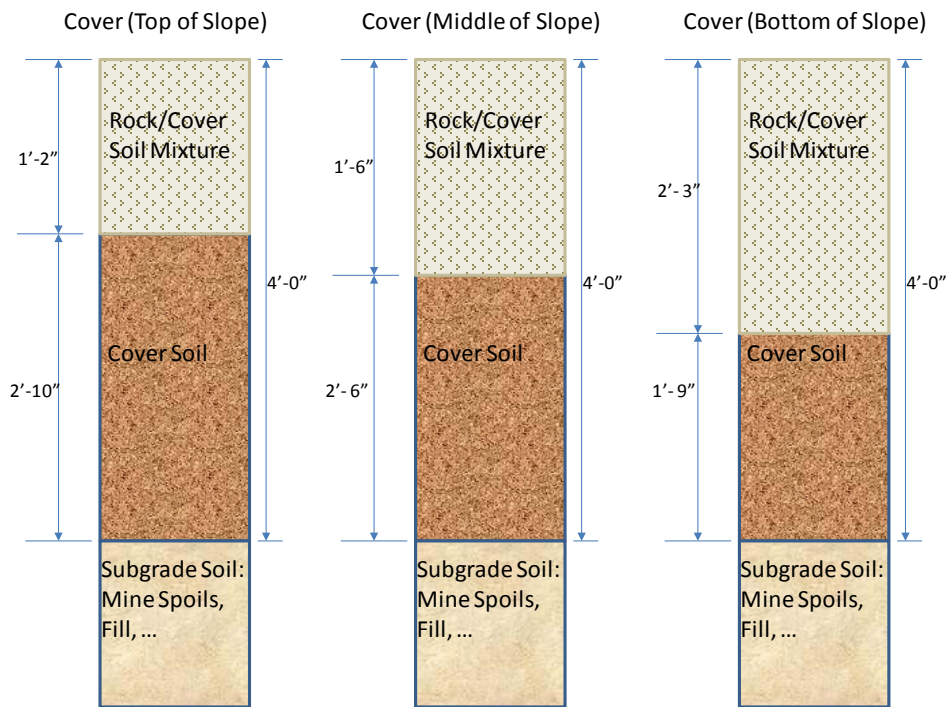 Cover (Top of Slope)
Rock/Cover
Soil Mixture
1’-2”
4’-0”
Cover Soil
2’-10”
Subgrade Soil:
Mine Spoils,
Fill, ...
Cover (Middle of Slope)
Rock/Cover
Soil Mixture
1’-6”
4’-0”
Cover Soil
2’- 6”
Subgrade Soil:
Mine Spoils,
Fill, ...
Cover (Bottom of Slope)
Rock/Cover
Soil Mixture
2’- 3”
4’-0”
Cover Soil
1’- 9”
Subgrade Soil:
Mine Spoils,
Fill, ...